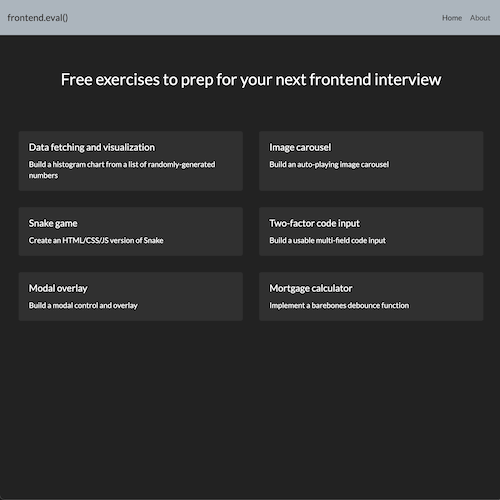 frontend.eval()
Home
About
Free exercises to prep for your next frontend interview
Data fetching and visualization
Build a histogram chart from a list of randomly-generated
numbers
Image carousel
Build an auto-playing image carousel
Snake game
Create an HTML/CSS/JS version of Snake
Two-factor code input
Build a usable multi-field code input
Modal overlay
Build a modal control and overlay
Mortgage calculator
Implement a barebones debounce function